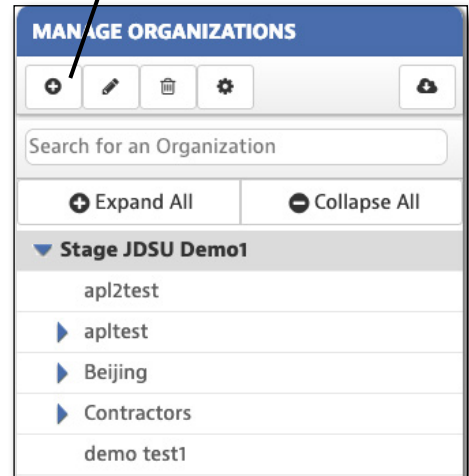 MANAGE ORGANIZATIONS
Search for an Organization
Expand All
Collapse All
Stage JDSU Demo1
apl2test
apltest
Beijing
Contractors
demo test1